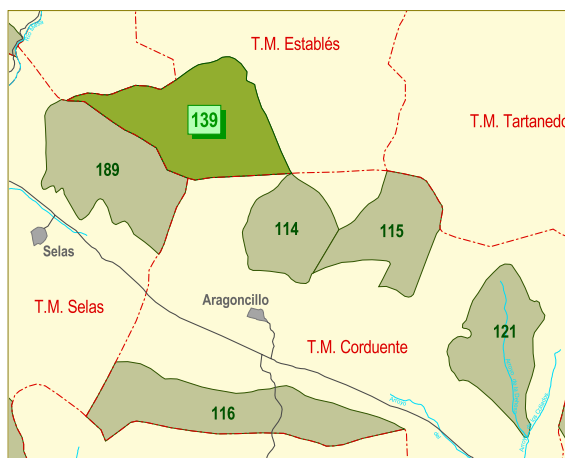 T.M. Establés
T.M. Tartanedo
139
189
114
115
Selas
Aragoncillo
T.M. Selas
T.M. Corduente
121
116